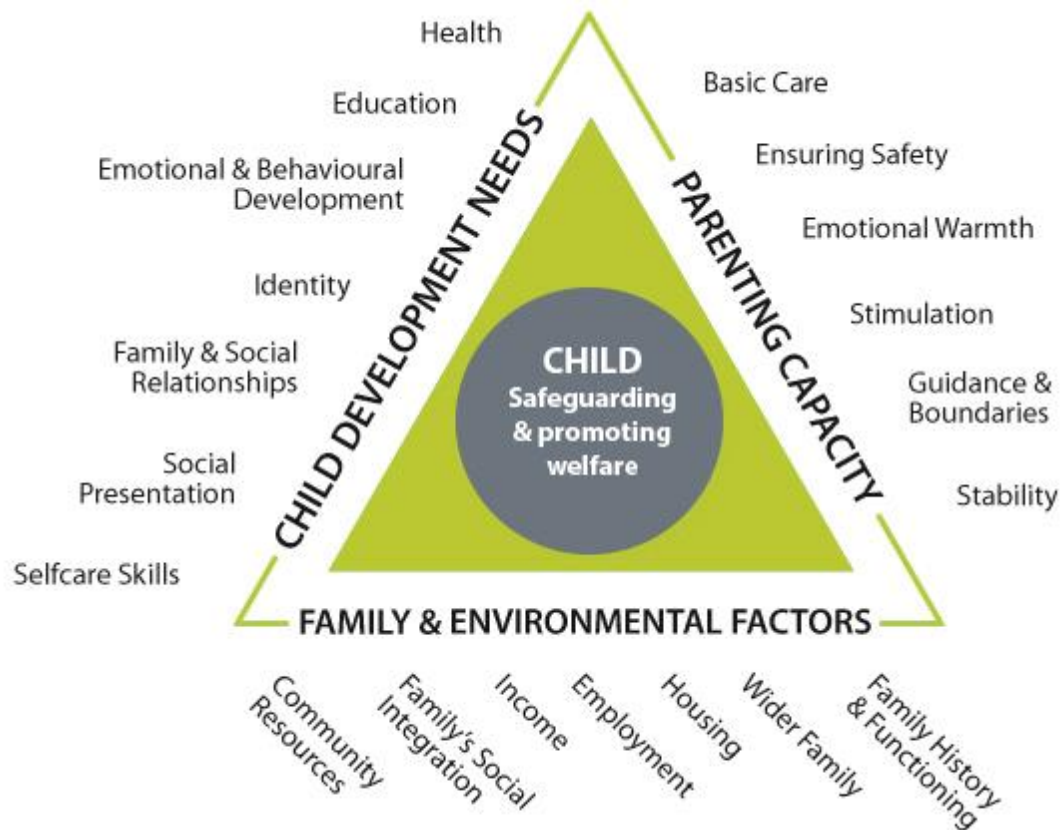 Health
Education
Emotional & Behavioural
Development
Identity
Family & Social
Relationships
Social
Presentation
Selfcare Skills
CHILD DEVELOPMENT NEEDS
CHILD
Safeguarding
& promoting
welfare
PARENTING CAPACITY
Basic Care
Ensuring Safety
Emotional Warmth
Stimulation
Guidance &
Boundaries
Stability
FAMILY & ENVIRONMENTAL FACTORS
Community
Resources
Family's Social
Integration
Income
Employment
Housing
Wider Family
Family History
& Functioning